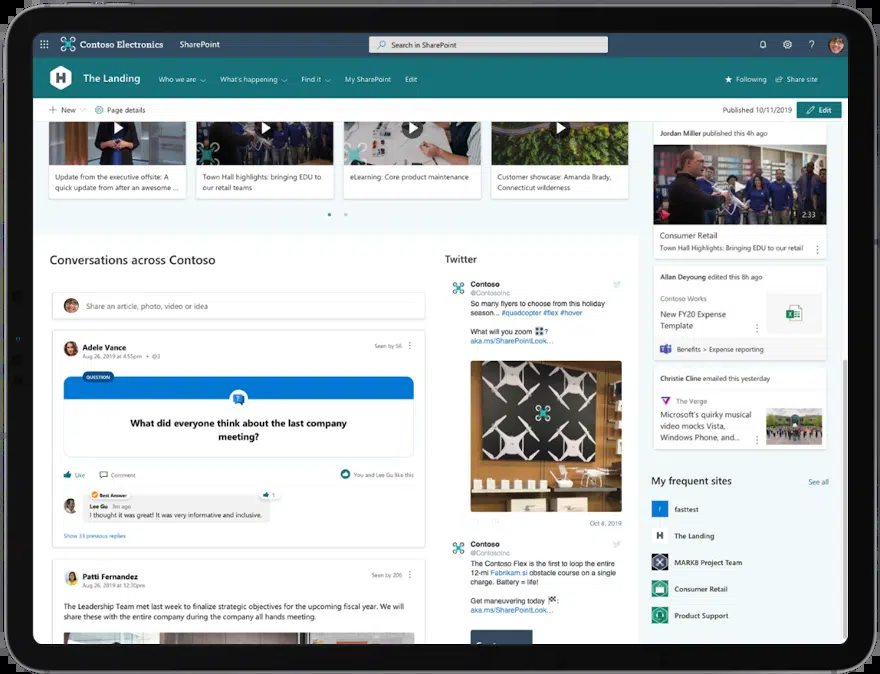 Contoso Electronics
SharePoint
Search in SharePoint
?
H
The Landing
Who we are
What's happening
Find it
My SharePoint
Edit
Following
Share site
New
Page details
Published 10/11/2019
Edit
Update from the executive offsite: A
quick update from after an awesome ...
Town Hall highlights: bringing EDU to
our retail teams
eLearning: Core product maintenance
Customer showcase: Amanda Brady,
Connecticut wilderness
Conversations across Contoso
Share an article, photo, video or idea
Adele Vance
Aug 26, 2019 at 4:55pm
Seen by 56
QUESTION
What did everyone think about the last company
meeting?
Like
Comment
You and Lee Gu like this
Best Answer
1
Lee Gu 3m ago
I thought it was great! It was very informative and inclusive.
Show 33 previous replies
Patti Fernandez
Aug 26, 2019 at 12:30pm
Seen by 206
The Leadership Team met last week to finalize strategic objectives for the upcoming fiscal year. We will
share these with the entire company during the company all hands meeting.
Twitter
Contoso
@ContosoInc
So many flyers to choose from this holiday
season... #quadcopter #flex #hover
What will you zoom ?
aka.ms/SharePointLook...
Oct 8, 2019
Contoso
@ContosoInc
The Contoso Flex is the first to loop the entire
12-mi Fabrikam.si obstacle course on a single
charge. Battery = life!
Get maneuvering today :
aka.ms/SharePointLook...
Jordan Miller published this 4h ago
2:33
Consumer Retail
Town Hall Highlights: Bringing EDU to our retail
Allan Deyoung edited this 8h ago
Contoso Works
New FY20 Expense
Template
Benefits > Expense reporting
Christie Cline emailed this yesterday
The Verge
Microsoft's quirky musical
video mocks Vista,
Windows Phone, and...
My frequent sites
See all
fasttest
H
The Landing
MARK8 Project Team
Consumer Retail
Product Support